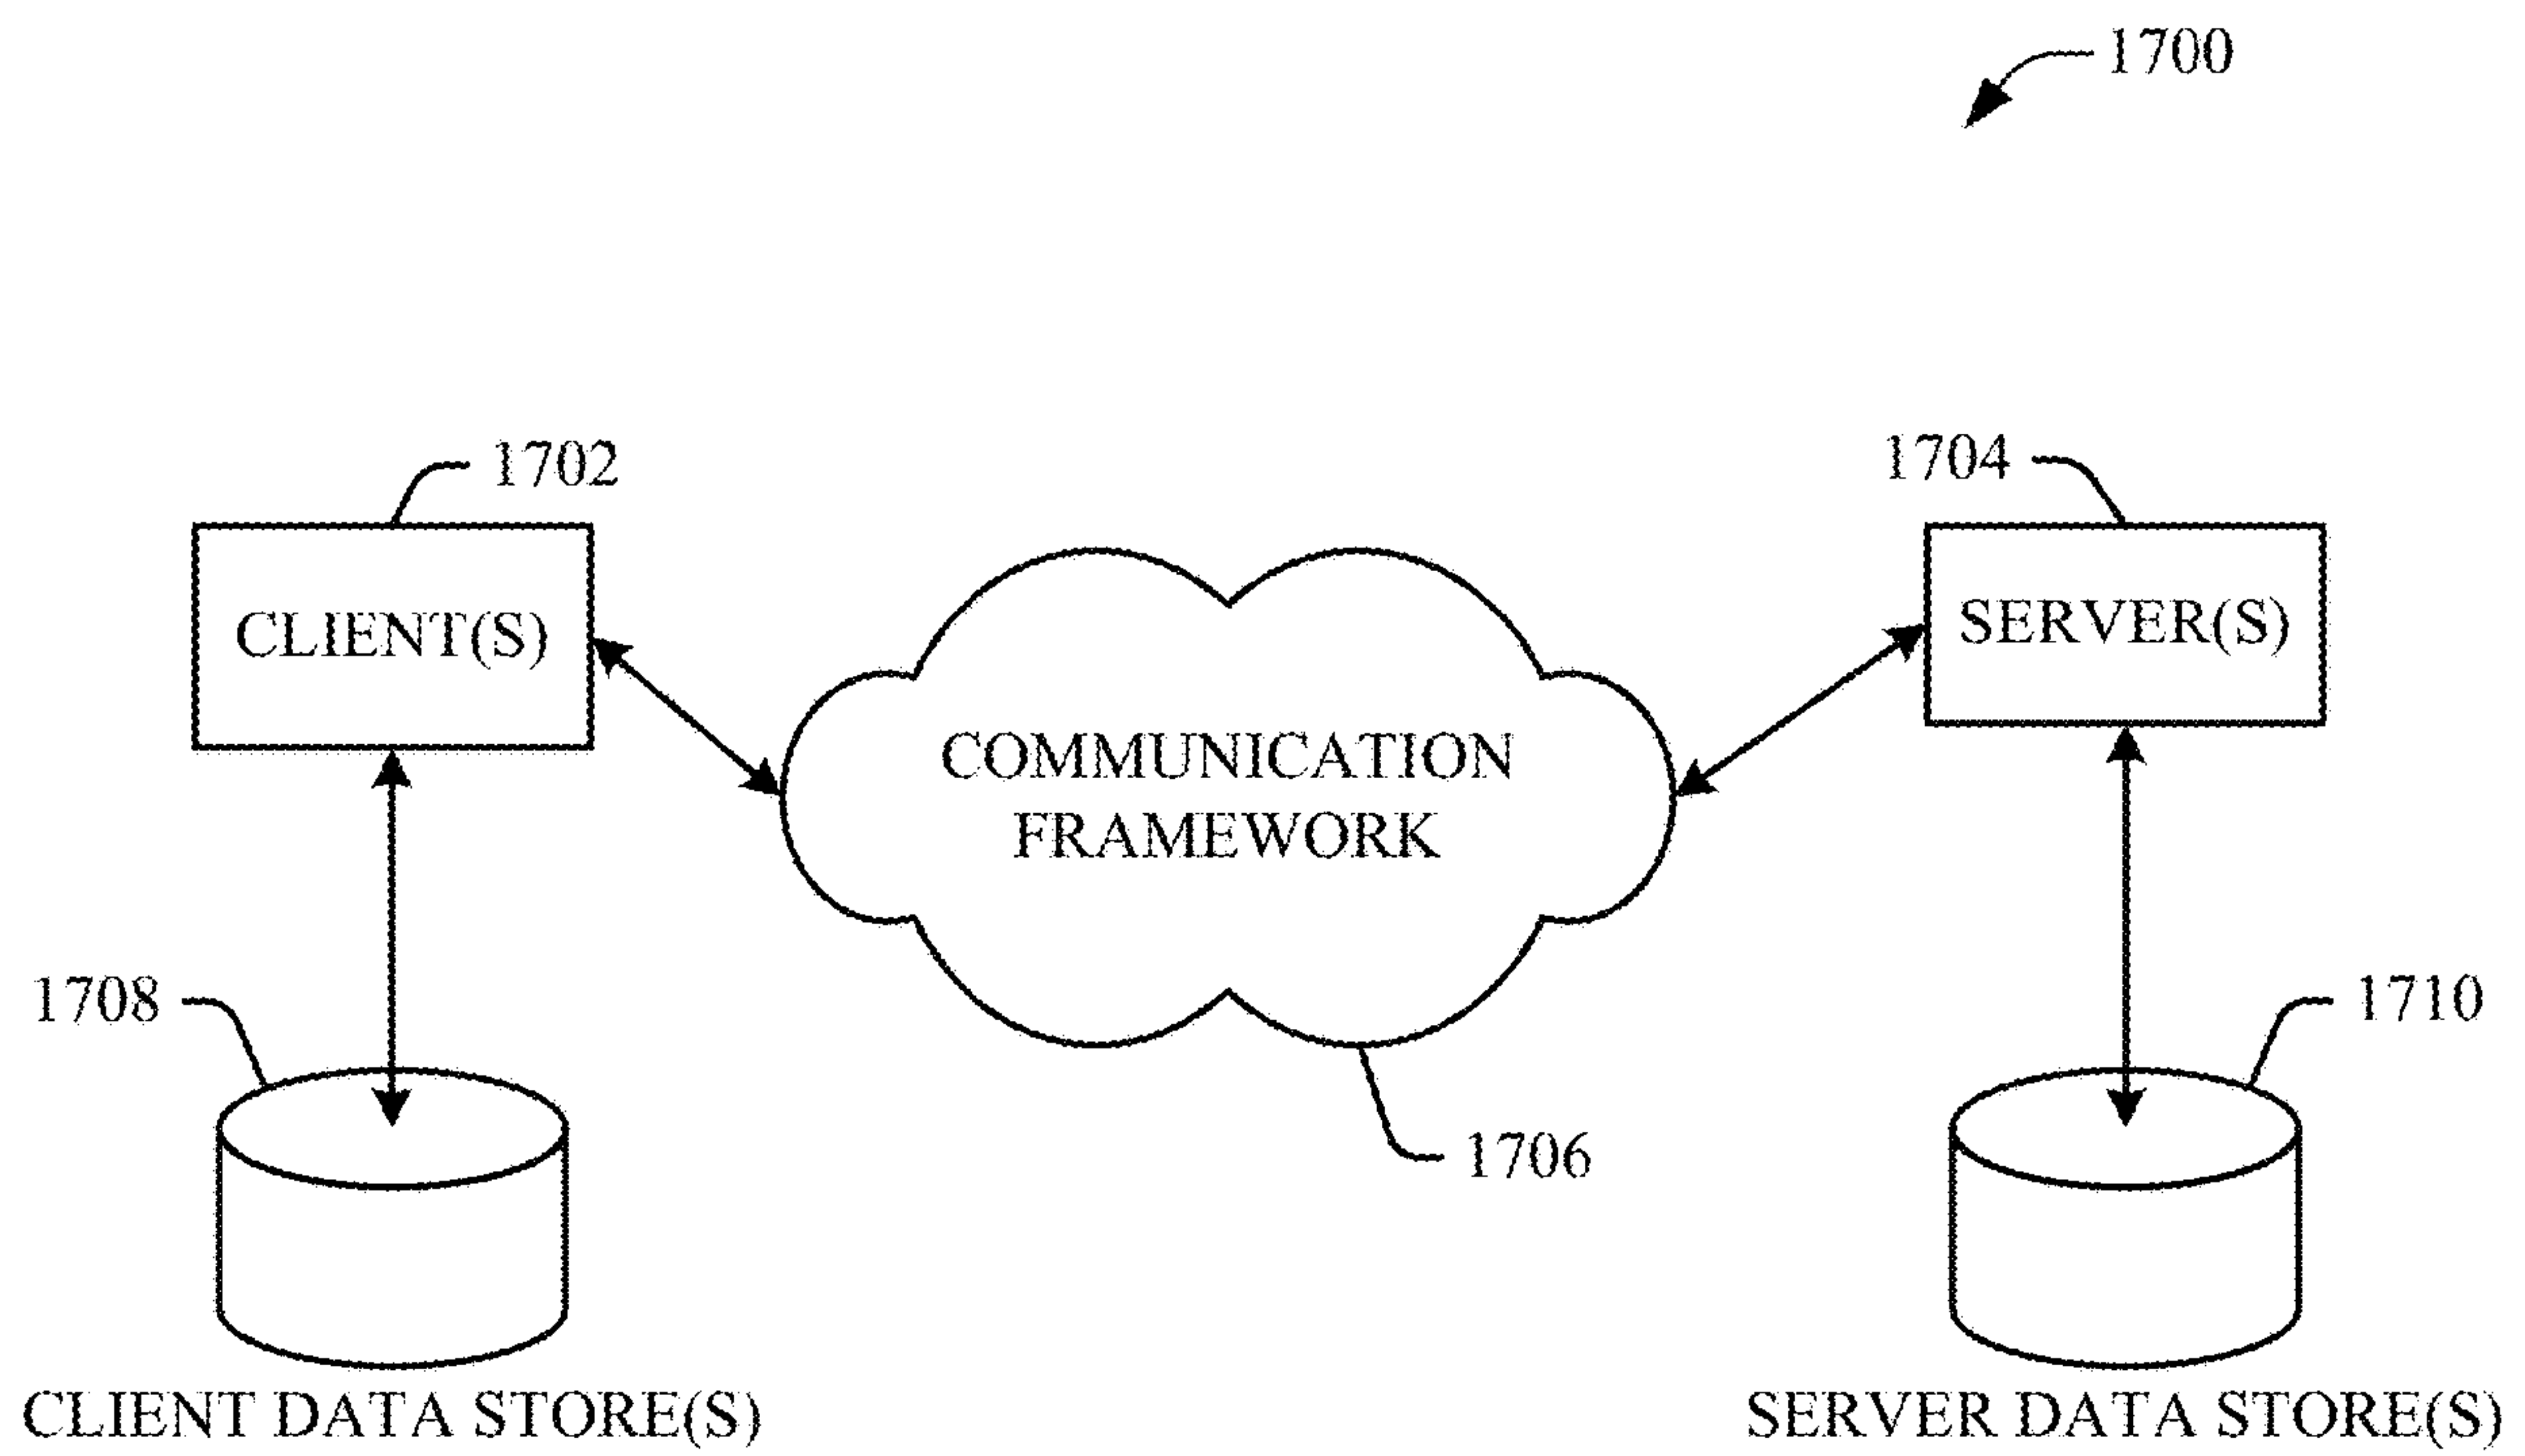 1700
1702
1704
CLIENT(S)
SERVER(S)
COMMUNICATION
FRAMEWORK
1708
1710
1706
CLIENT DATA STORE(S)
SERVER DATA STORE(S)